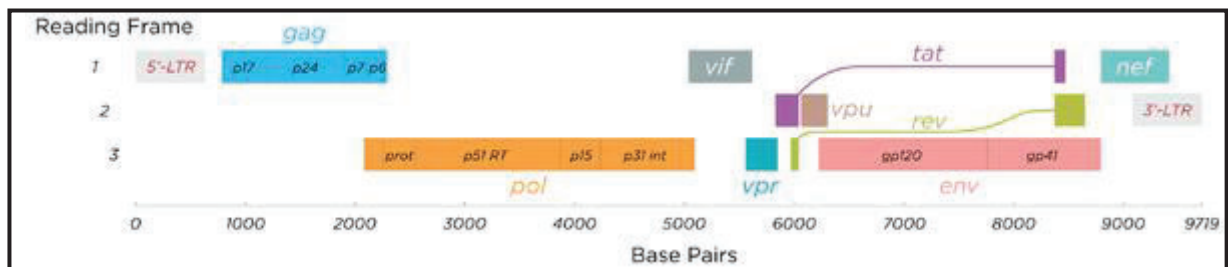 Reading Frame
gag
1 5'-LTR p17 p24 p7 p6 vif tat nef
2 vpu rev 3'-LTR
3 prot p51 RT p15 p31 int gp120 gp41
pol vpr env
0 1000 2000 3000 4000 5000 6000 7000 8000 9000 9719
Base Pairs